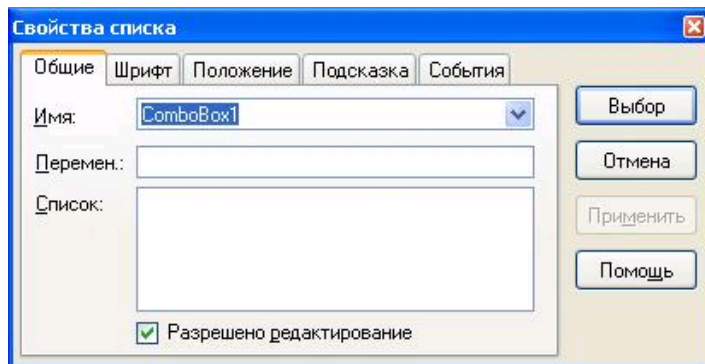 Свойства списка
Общие Шрифт Положение Подсказка События
Имя: ComboBox1
Перемен.:
Список:
Разрешено редактирование
Выбор
Отмена
Применить
Помощь